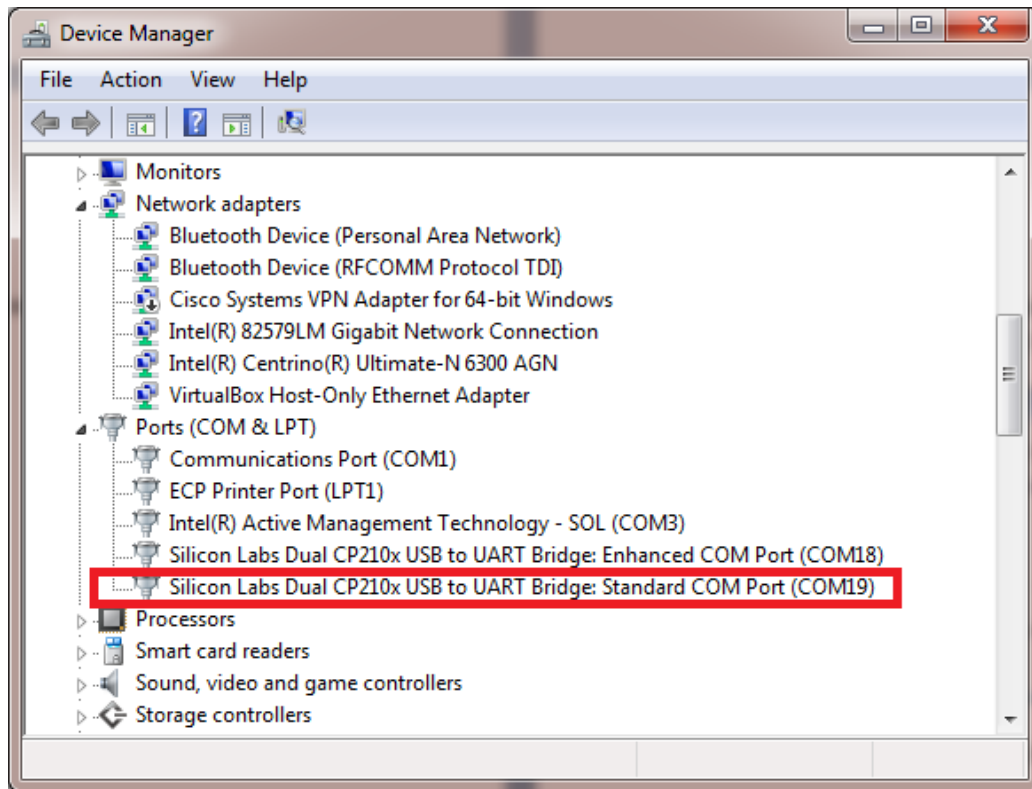 Device Manager
File Action View Help
Monitors
Network adapters
Bluetooth Device (Personal Area Network)
Bluetooth Device (RFCOMM Protocol TDI)
Cisco Systems VPN Adapter for 64-bit Windows
Intel(R) 82579LM Gigabit Network Connection
Intel(R) Centrino(R) Ultimate-N 6300 AGN
VirtualBox Host-Only Ethernet Adapter
Ports (COM & LPT)
Communications Port (COM1)
ECP Printer Port (LPT1)
Intel(R) Active Management Technology - SOL (COM3)
Silicon Labs Dual CP210x USB to UART Bridge: Enhanced COM Port (COM18)
Silicon Labs Dual CP210x USB to UART Bridge: Standard COM Port (COM19)
Processors
Smart card readers
Sound, video and game controllers
Storage controllers